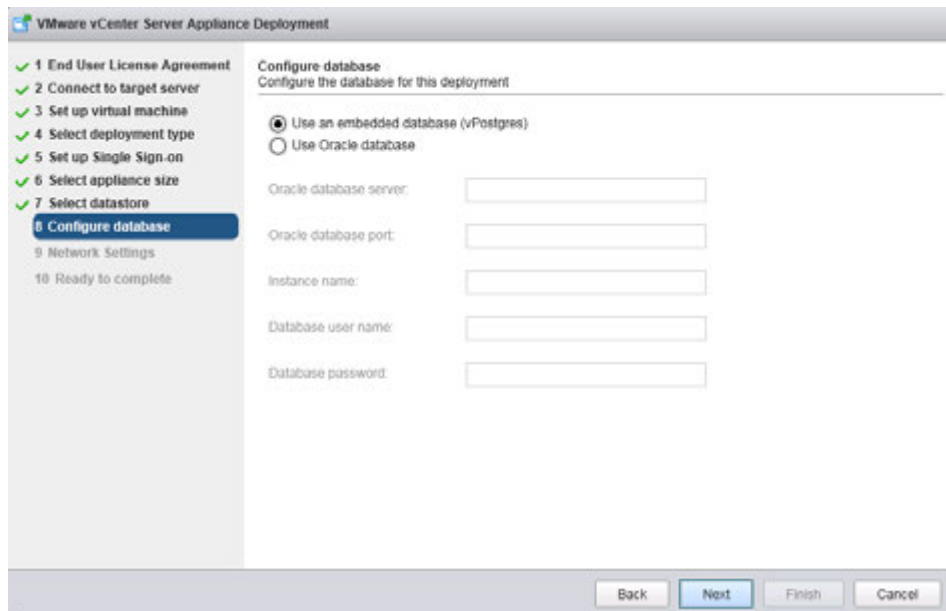 VMware vCenter Server Appliance Deployment
1 End User License Agreement
2 Connect to target server
3 Set up virtual machine
4 Select deployment type
5 Set up Single Sign-on
6 Select appliance size
7 Select datastore
8 Configure database
9 Network Settings
10 Ready to complete
Configure database
Configure the database for this deployment
Use an embedded database (vPostgres)
Use Oracle database
Oracle database server:
Oracle database port:
Instance name:
Database user name:
Database password:
Back Next Finish Cancel